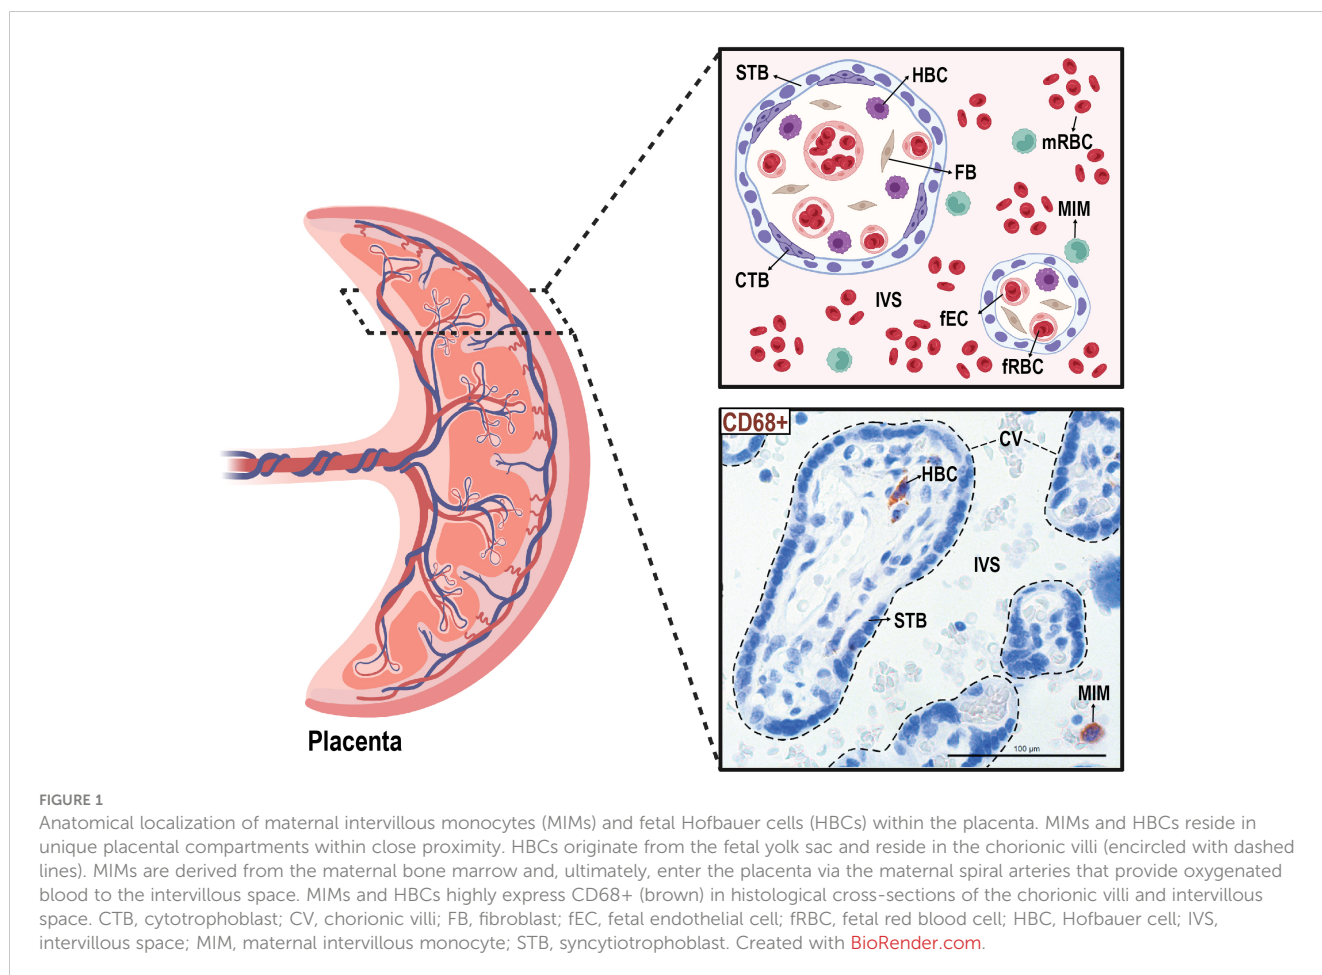 STB
HBC
mRBC
FB
MIM
CTB
IVS
fEC
fRBC
CD68+
CV
HBC
IVS
STB
MIM
100 µm
Placenta
FIGURE 1
Anatomical localization of maternal intervillous monocytes (MIMs) and fetal Hofbauer cells (HBCs) within the placenta. MIMs and HBCs reside in
unique placental compartments within close proximity. HBCs originate from the fetal yolk sac and reside in the chorionic villi (encircled with dashed
lines). MIMs are derived from the maternal bone marrow and, ultimately, enter the placenta via the maternal spiral arteries that provide oxygenated
blood to the intervillous space. MIMs and HBCs highly express CD68+ (brown) in histological cross-sections of the chorionic villi and intervillous
space. CTB, cytotrophoblast; CV, chorionic villi; FB, fibroblast; fEC, fetal endothelial cell; fRBC, fetal red blood cell; HBC, Hofbauer cell; IVS,
intervillous space; MIM, maternal intervillous monocyte; STB, syncytiotrophoblast. Created with BioRender.com.